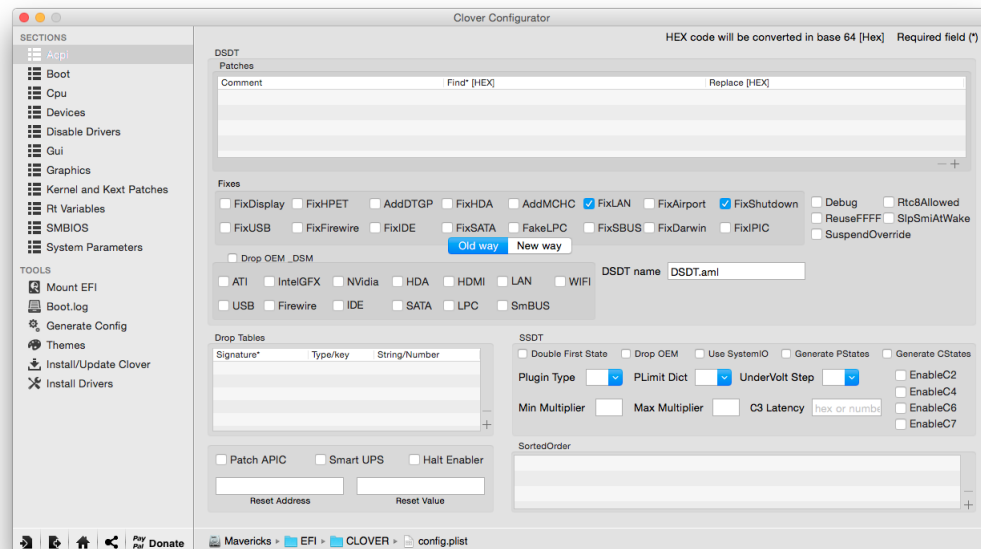 Clover Configurator
SECTIONS
Acpi
Boot
Cpu
Devices
Disable Drivers
Gui
Graphics
Kernel and Kext Patches
Rt Variables
SMBIOS
System Parameters
TOOLS
Mount EFI
Boot.log
Generate Config
Themes
Install/Update Clover
Install Drivers
Pay Pal Donate
HEX code will be converted in base 64 [Hex] Required field (*)
DSDT
Patches
Comment Find* [HEX] Replace [HEX]
Fixes
FixDisplay FixHPET AddDTGP FixHDA AddMCHC FixLAN FixAirport FixShutdown
FixUSB FixFirewire FixIDE FixSATA FakeLPC FixSBUS FixDarwin FixIPIC
Debug Rtc8Allowed
ReuseFFFF SlpSmiAtWake
SuspendOverride
Old way New way
Drop OEM _DSM
ATI IntelGFX NVidia HDA HDMI LAN WIFI
USB Firewire IDE SATA LPC SmBUS
DSDT name DSDT.aml
Drop Tables
Signature* Type/key String/Number
SSDT
Double First State Drop OEM Use SystemIO Generate PStates Generate CStates
Plugin Type PLimit Dict UnderVolt Step
Min Multiplier Max Multiplier C3 Latency hex or numbe
EnableC2
EnableC4
EnableC6
EnableC7
Patch APIC Smart UPS Halt Enabler
Reset Address Reset Value
SortedOrder
Mavericks EFI CLOVER config.plist